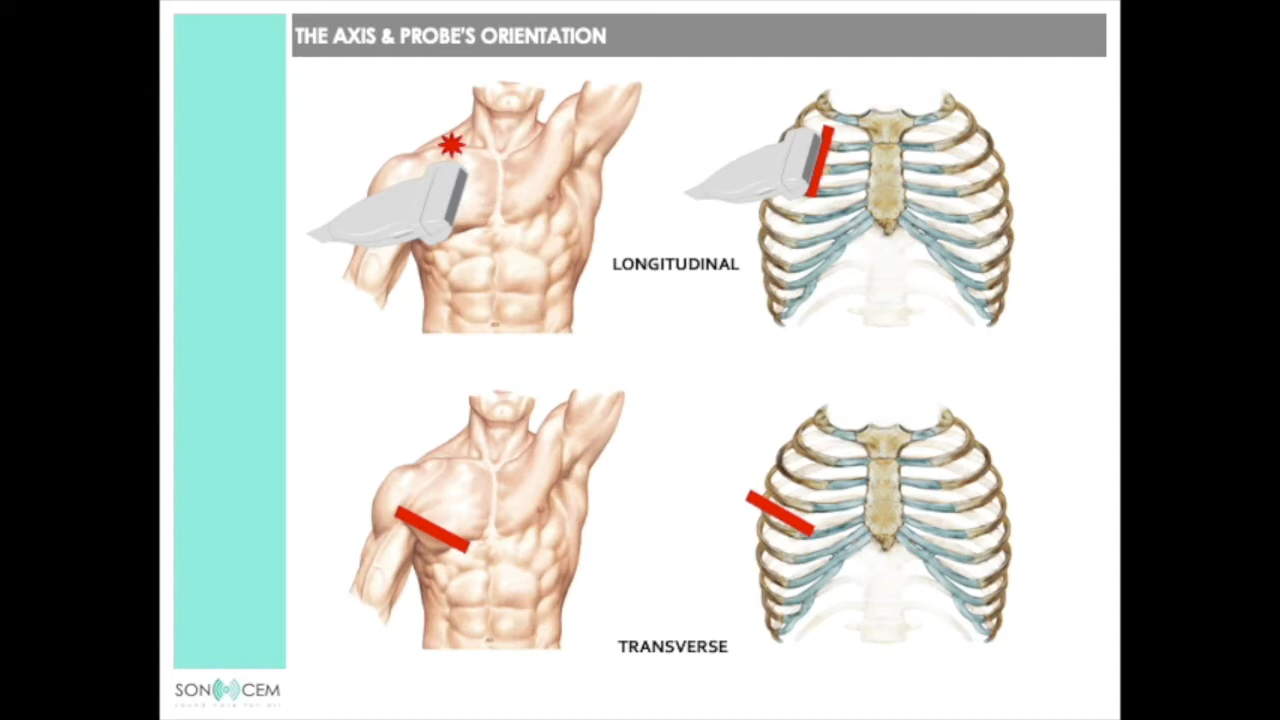 THE AXIS & PROBE'S ORIENTATION
LONGITUDINAL
TRANSVERSE
SON CEM